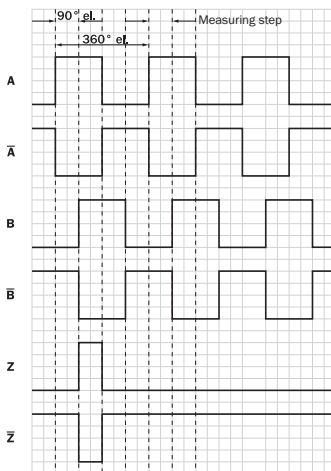 90° el.
Measuring step
360° el.
A
A̅
B
B̅
Z
Z̅